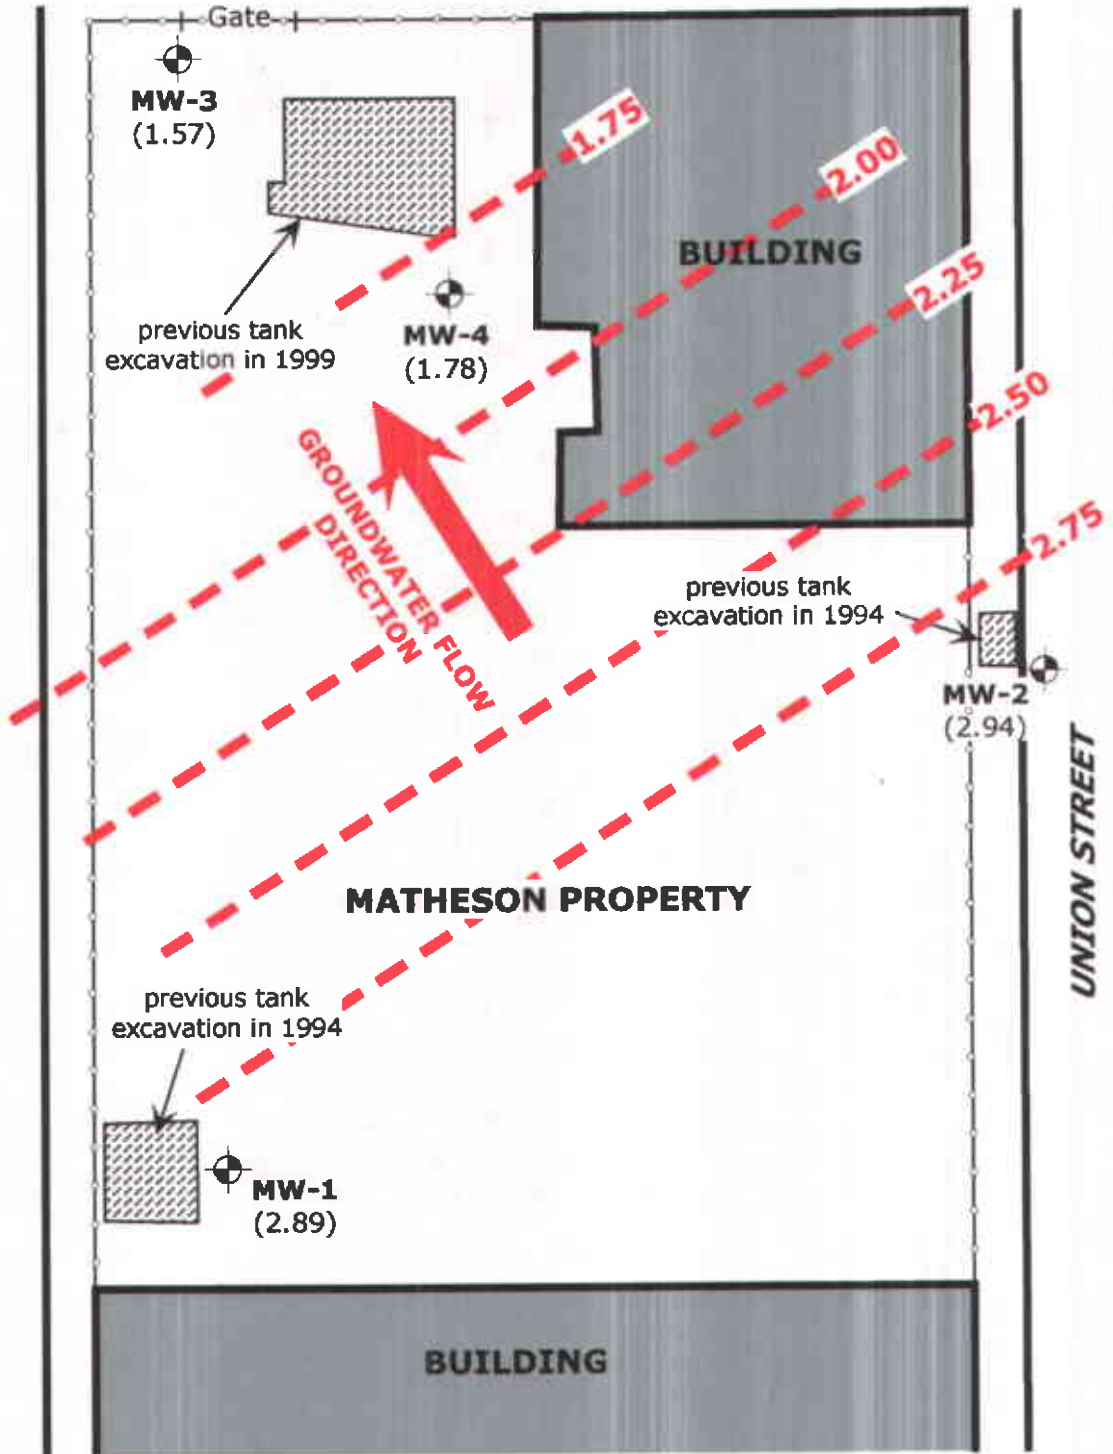 Gate
MW-3
(1.57)
1.75
2.00
BUILDING
2.25
previous tank
excavation in 1999
MW-4
(1.78)
2.50
GROUNDWATER FLOW
DIRECTION
2.75
previous tank
excavation in 1994
MW-2
(2.94)
UNION STREET
MATHESON PROPERTY
previous tank
excavation in 1994
MW-1
(2.89)
BUILDING